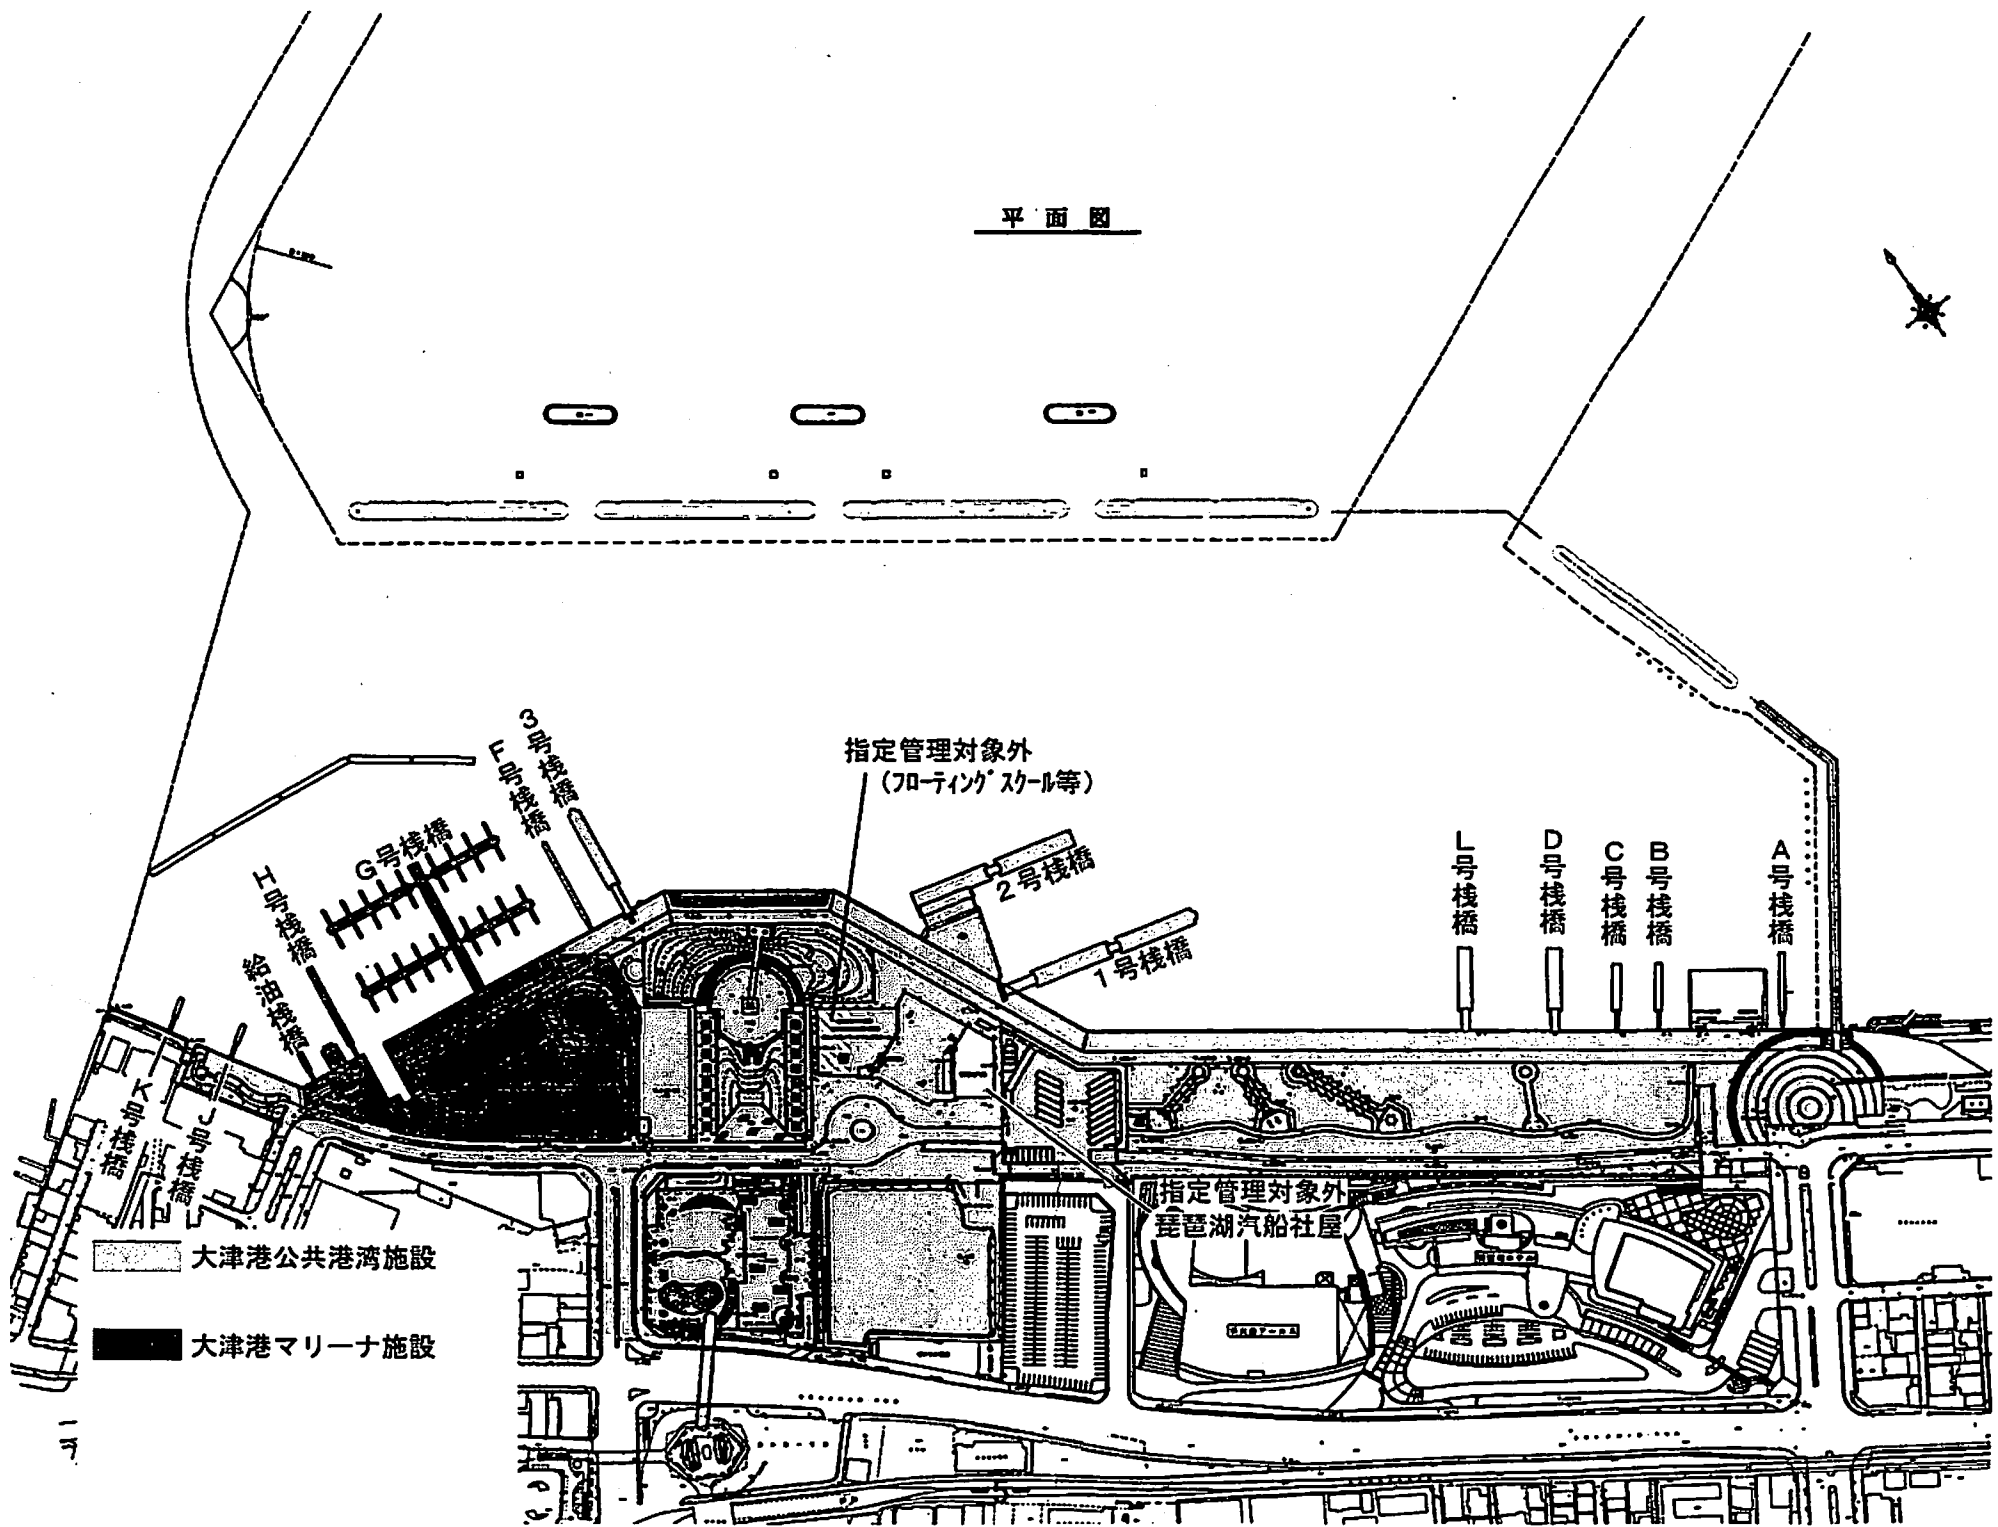 平面図
3号桟橋
F号桟橋
指定管理対象外
(フローティングスクール等)
G号桟橋
H号桟橋
給油桟橋
2号桟橋
1号桟橋
L号桟橋
D号桟橋
C号桟橋
B号桟橋
A号桟橋
K号桟橋
J号桟橋
指定管理対象外
琵琶湖汽船社屋
大津港公共港湾施設
大津港マリーナ施設